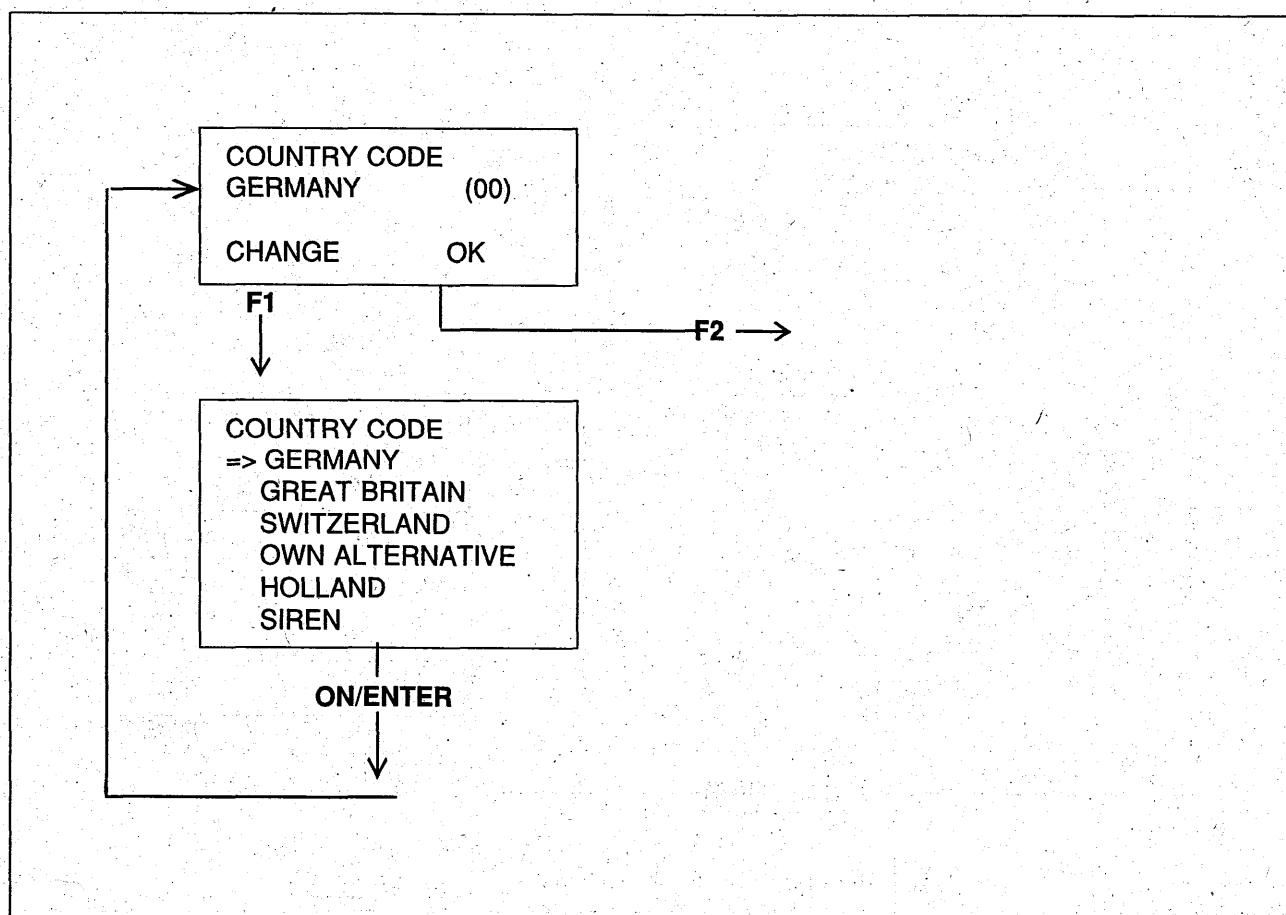 COUNTRY CODE
GERMANY (00)
CHANGE OK
F1
F2
COUNTRY CODE
=> GERMANY
GREAT BRITAIN
SWITZERLAND
OWN ALTERNATIVE
HOLLAND
SIREN
ON/ENTER